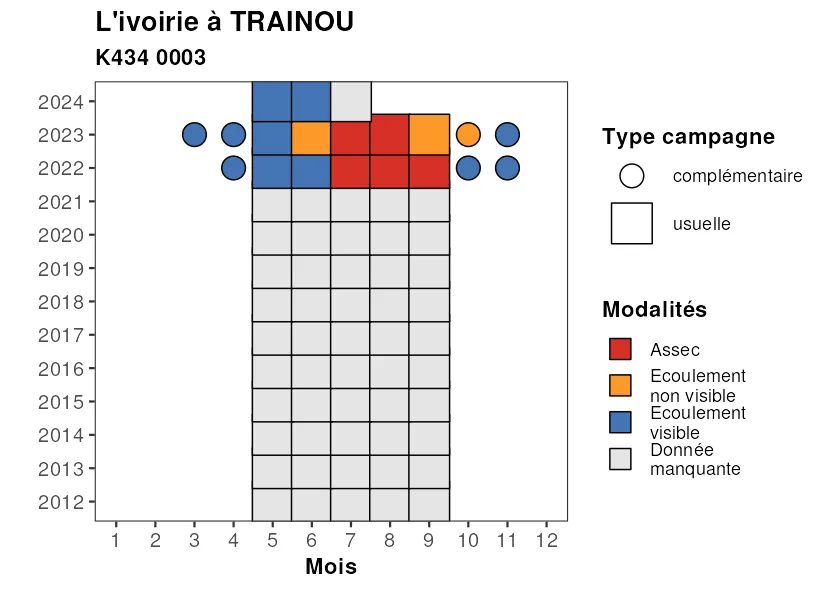 L'ivoirie à TRAINOU
K434 0003
2024
2023
2022
2021
2020
2019
2018
2017
2016
2015
2014
2013
2012
1 2 3 4 5 6 7 8 9 10 11 12
Mois
Type campagne
complémentaire
usuelle
Modalités
Assec
Ecoulement
non visible
Ecoulement
visible
Donnée
manquante